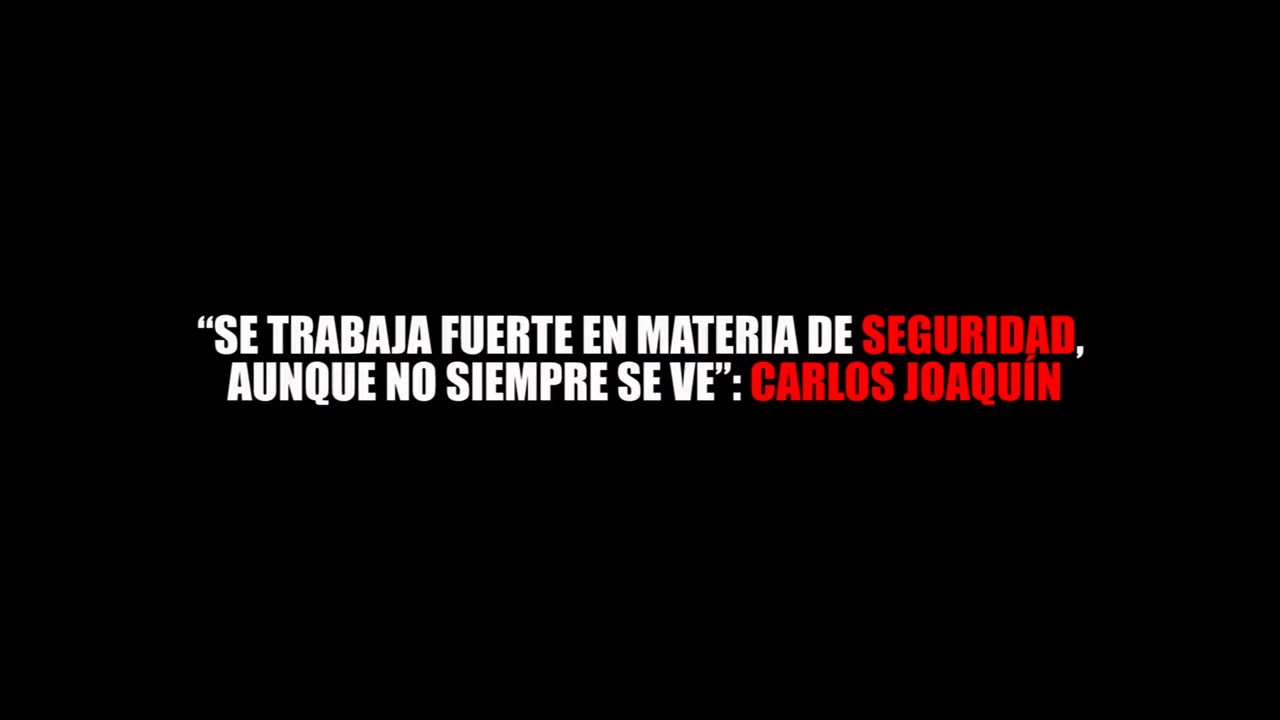 “SE TRABAJA FUERTE EN MATERIA DE SEGURIDAD,
AUNQUE NO SIEMPRE SE VE”: CARLOS JOAQUÍN